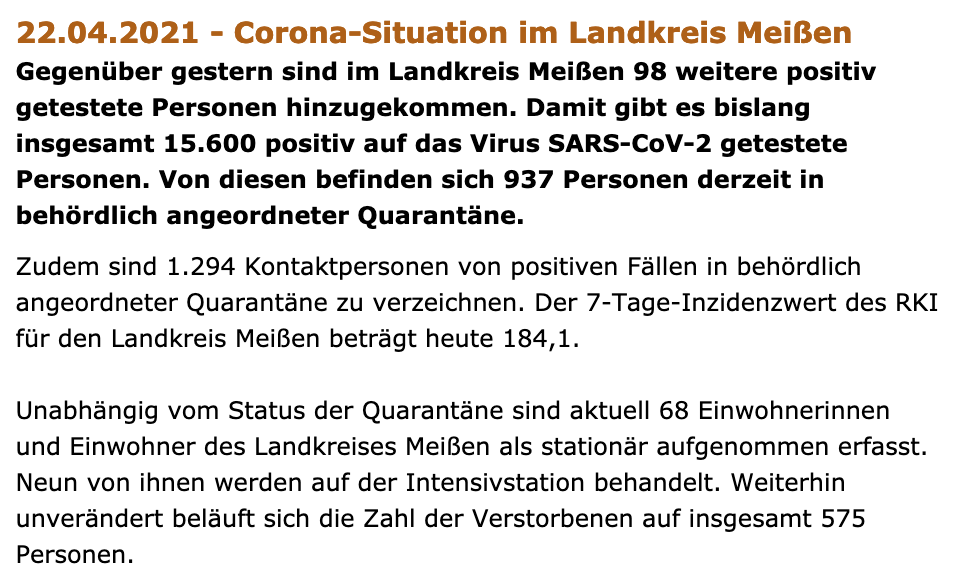 22.04.2021 - Corona-Situation im Landkreis Meißen
Gegenüber gestern sind im Landkreis Meißen 98 weitere positiv
getestete Personen hinzugekommen. Damit gibt es bislang
insgesamt 15.600 positiv auf das Virus SARS-CoV-2 getestete
Personen. Von diesen befinden sich 937 Personen derzeit in
behördlich angeordneter Quarantäne.
Zudem sind 1.294 Kontaktpersonen von positiven Fällen in behördlich
angeordneter Quarantäne zu verzeichnen. Der 7-Tage-Inzidenzwert des RKI
für den Landkreis Meißen beträgt heute 184,1.
Unabhängig vom Status der Quarantäne sind aktuell 68 Einwohnerinnen
und Einwohner des Landkreises Meißen als stationär aufgenommen erfasst.
Neun von ihnen werden auf der Intensivstation behandelt. Weiterhin
unverändert beläuft sich die Zahl der Verstorbenen auf insgesamt 575
Personen.